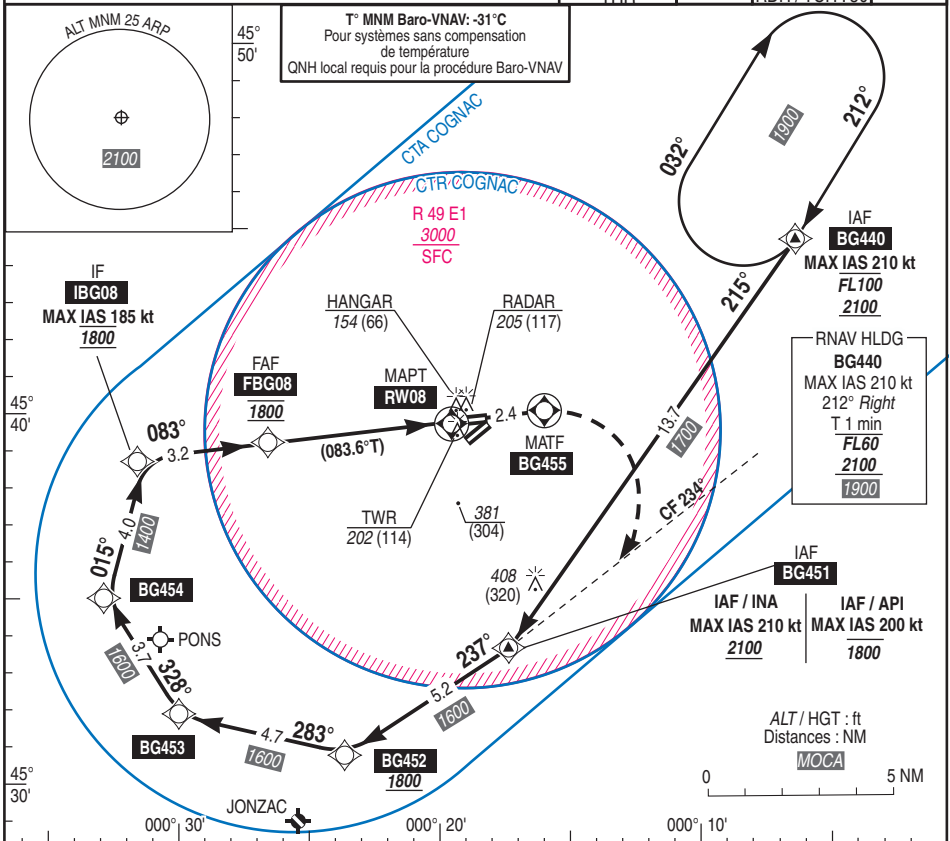 ALT MNM 25 ARP
2100
45°
50'
T° MNM Baro-VNAV: -31°C
Pour systèmes sans compensation
de température
QNH local requis pour la procédure Baro-VNAV
CTA COGNAC
CTR COGNAC
R 49 E1
3000
SFC
032°
1900
212°
IAF
BG440
MAX IAS 210 kt
FL100
2100
215°
13.7
1700
RNAV HLDG
BG440
MAX IAS 210 kt
212° Right
T 1 min
FL60
2100
1900
IF
IBG08
MAX IAS 185 kt
1800
HANGAR
154 (66)
RADAR
205 (117)
FAF
FBG08
1800
MAPT
RW08
45°
40'
083°
3.2
(083.6°T)
2.4
MATF
BG455
TWR
202 (114)
381
(304)
CF 234°
408
(320)
IAF
BG451
IAF / INA
MAX IAS 210 kt
2100
IAF / API
MAX IAS 200 kt
1800
015°
4.0
1400
BG454
PONS
3.7
1600
328°
237°
5.2
1600
BG453
283°
4.7
1600
BG452
1800
ALT / HGT : ft
Distances : NM
MOCA
0
5 NM
45°
30'
JONZAC
000° 30'
000° 20'
000° 10'